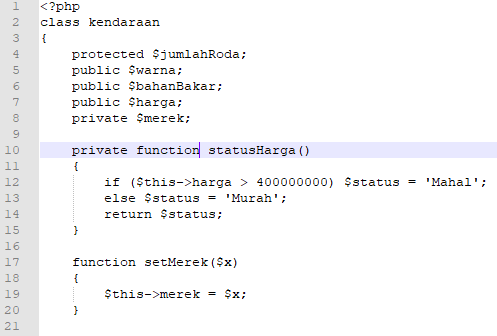 1 <?php
2 class kendaraan
3 {
4     protected $jumlahRoda;
5     public $warna;
6     public $bahanBakar;
7     public $harga;
8     private $merek;
9
10     private function statusHarga()
11     {
12         if ($this->harga > 400000000) $status = 'Mahal';
13         else $status = 'Murah';
14         return $status;
15     }
16
17     function setMerek($x)
18     {
19         $this->merek = $x;
20     }
21